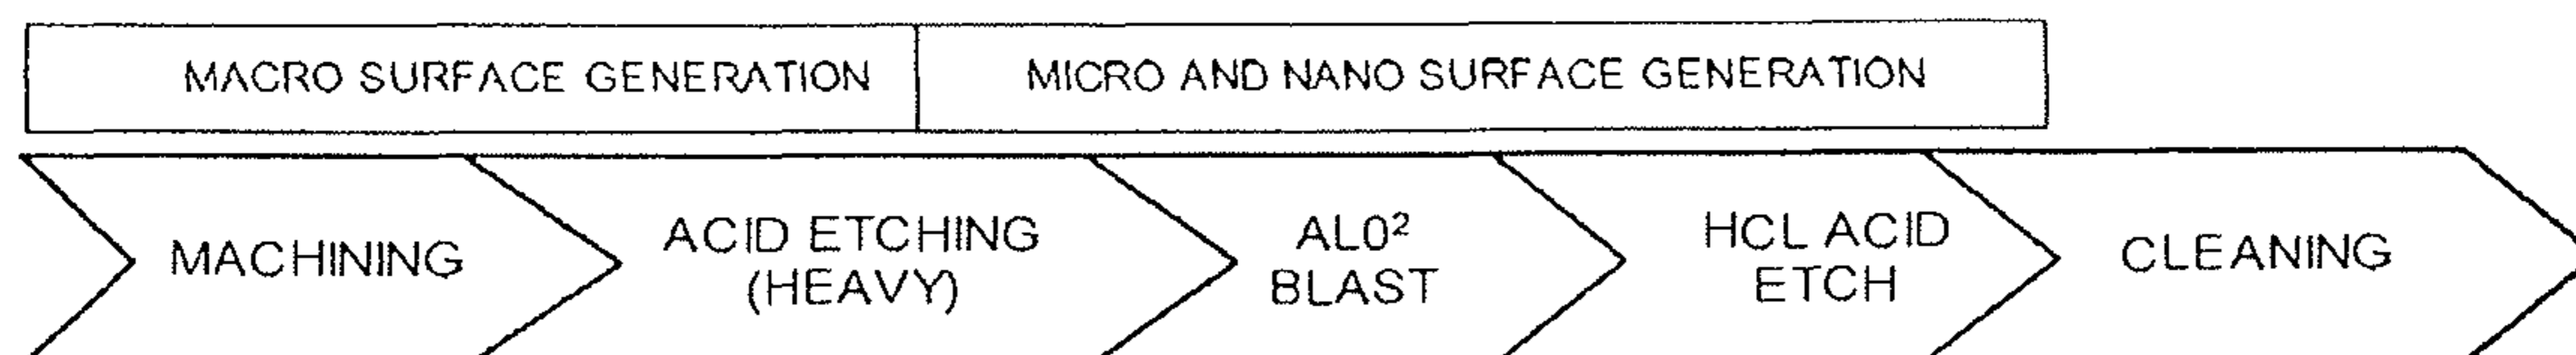 MACRO SURFACE GENERATION
MICRO AND NANO SURFACE GENERATION
MACHINING
ACID ETCHING
(HEAVY)
AL0²
BLAST
HCL ACID
ETCH
CLEANING